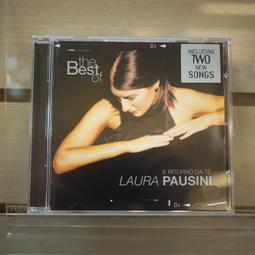 the
Best
of
INCLUDING
TWO
NEW
SONGS
E RITORNO DA TE
LAURA PAUSINI